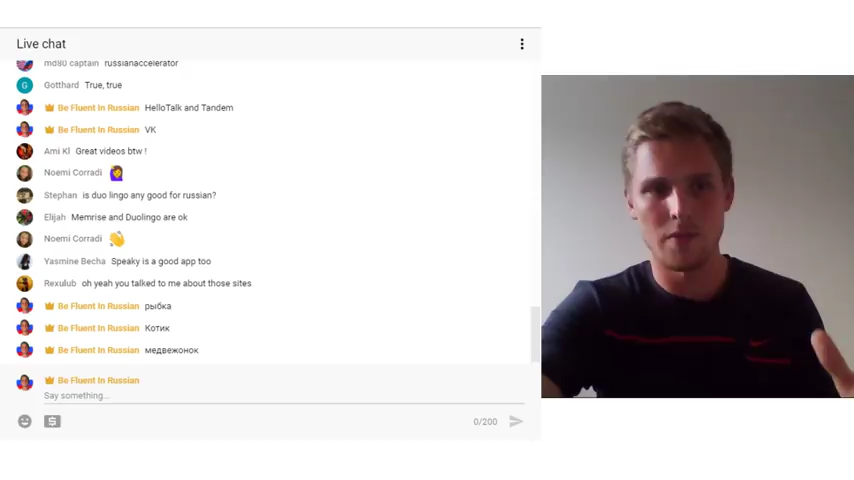 Live chat
md80 captain russianaccelerator
G Gotthard True, true
Be Fluent In Russian HelloTalk and Tandem
Be Fluent In Russian VK
Ami Kl Great videos btw !
Noemi Corradi
Stephan is duo lingo any good for russian?
Elijah Memrise and Duolingo are ok
Noemi Corradi
Yasmine Becha Speaky is a good app too
Rexulub oh yeah you talked to me about those sites
Be Fluent In Russian рыбка
Be Fluent In Russian Котик
Be Fluent In Russian медвежонок
Be Fluent In Russian
Say something...
0/200